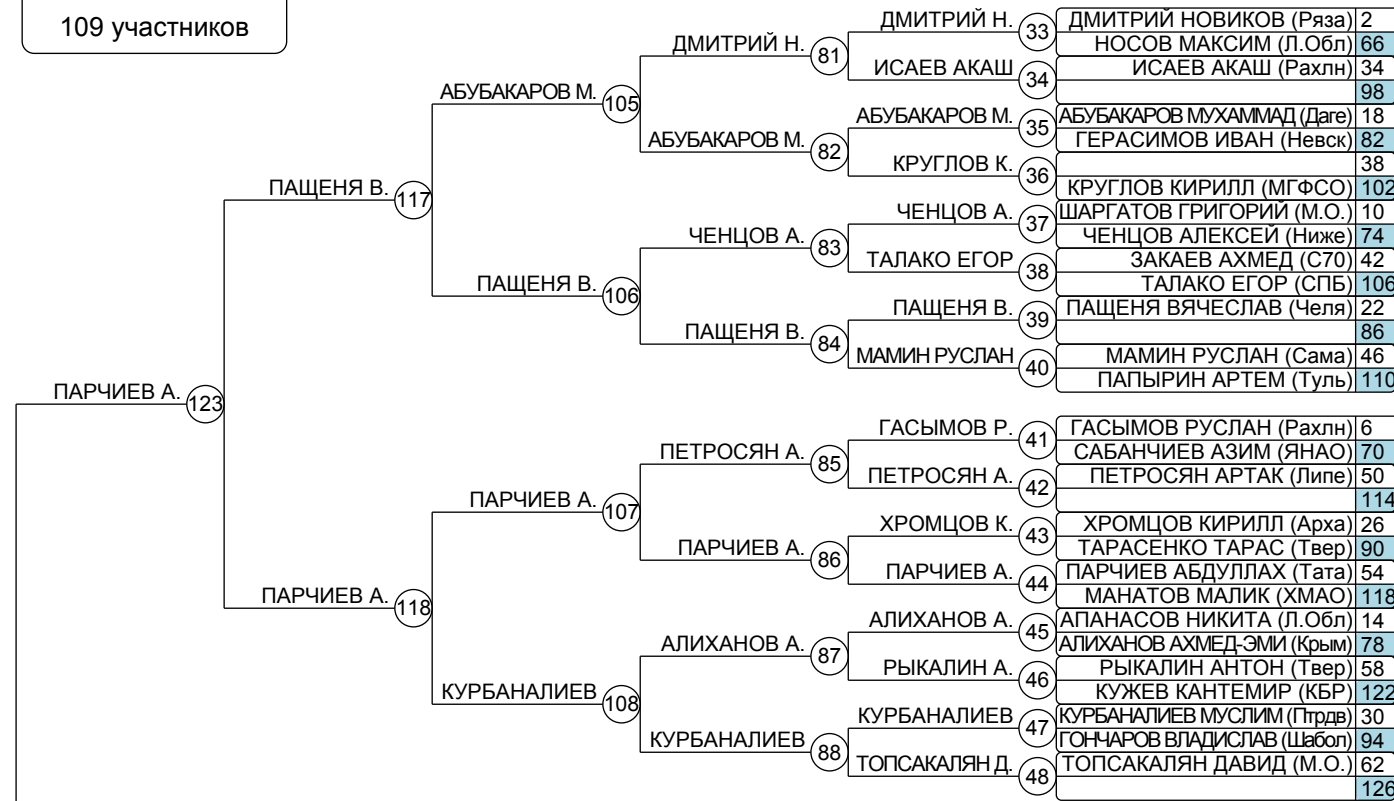 109 участников
ДМИТРИЙ Н. 33 ДМИТРИЙ НОВИКОВ (Ряза) 2
ДМИТРИЙ Н. 81 НОСОВ МАКСИМ (Л.Обл) 66
ИСАЕВ АКАШ 34 ИСАЕВ АКАШ (Рахлн) 34
АБУБАКАРОВ М. 105 98
АБУБАКАРОВ М. 35 АБУБАКАРОВ МУХАММАД (Даге) 18
АБУБАКАРОВ М. 82 ГЕРАСИМОВ ИВАН (Невск) 82
КРУГЛОВ К. 36 38
ПАЩЕНЯ В. 117 КРУГЛОВ КИРИЛЛ (МГФСО) 102
ЧЕНЦОВ А. 37 ШАРГАТОВ ГРИГОРИЙ (М.О.) 10
ЧЕНЦОВ А. 83 ЧЕНЦОВ АЛЕКСЕЙ (Ниже) 74
ТАЛАКО ЕГОР 38 ЗАКАЕВ АХМЕД (С70) 42
ПАЩЕНЯ В. 106 ТАЛАКО ЕГОР (СПБ) 106
ПАЩЕНЯ В. 39 ПАЩЕНЯ ВЯЧЕСЛАВ (Челя) 22
ПАЩЕНЯ В. 84 86
МАМИН РУСЛАН 40 МАМИН РУСЛАН (Сама) 46
ПАПЫРИН АРТЕМ (Туль) 110
ПАРЧИЕВ А. 123
ГАСЫМОВ Р. 41 ГАСЫМОВ РУСЛАН (Рахлн) 6
ПЕТРОСЯН А. 85 САБАНЧИЕВ АЗИМ (ЯНАО) 70
ПЕТРОСЯН А. 42 ПЕТРОСЯН АРТАК (Липе) 50
ПАРЧИЕВ А. 107 114
ХРОМЦОВ К. 43 ХРОМЦОВ КИРИЛЛ (Арха) 26
ПАРЧИЕВ А. 86 ТАРАСЕНКО ТАРАС (Твер) 90
ПАРЧИЕВ А. 44 ПАРЧИЕВ АБДУЛЛАХ (Тата) 54
ПАРЧИЕВ А. 118 МАНАТОВ МАЛИК (ХМАО) 118
АЛИХАНОВ А. 45 АПАНАСОВ НИКИТА (Л.Обл) 14
АЛИХАНОВ А. 87 АЛИХАНОВ АХМЕД-ЭМИ (Крым) 78
РЫКАЛИН А. 46 РЫКАЛИН АНТОН (Твер) 58
КУРБАНАЛИЕВ 108 КУЖЕВ КАНТЕМИР (КБР) 122
КУРБАНАЛИЕВ 47 КУРБАНАЛИЕВ МУСЛИМ (Птрдв) 30
КУРБАНАЛИЕВ 88 ГОНЧАРОВ ВЛАДИСЛАВ (Шабол) 94
ТОПСАКАЛЯН Д. 48 ТОПСАКАЛЯН ДАВИД (М.О.) 62
126